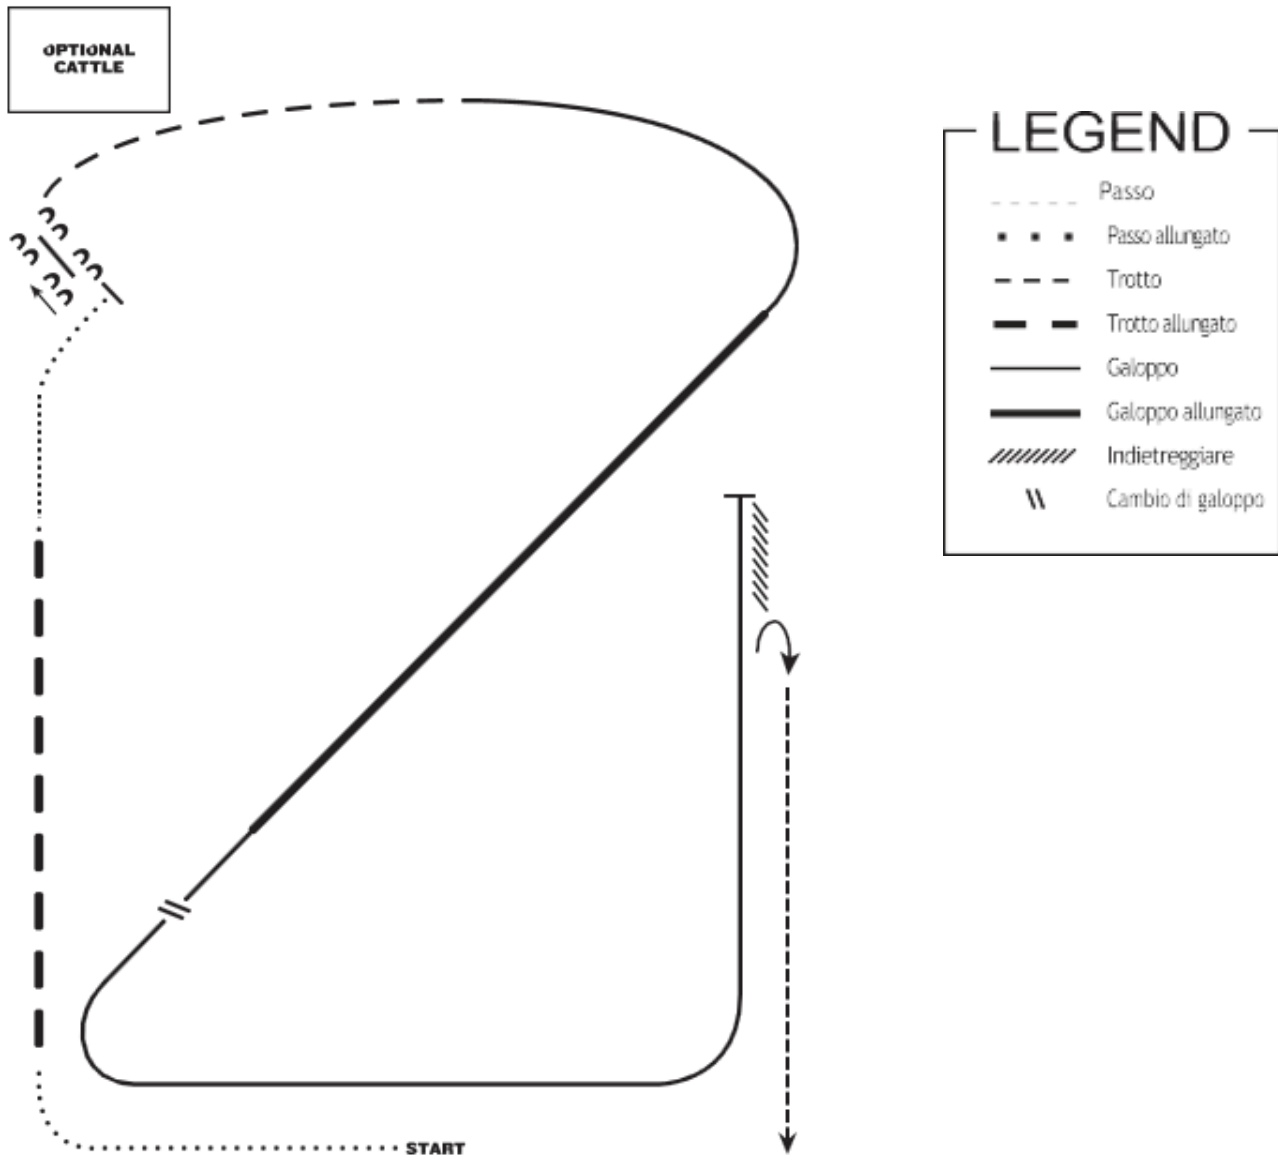 OPTIONAL
CATTLE
LEGEND
Passo
Passo allungato
Trotto
Trotto allungato
Galoppo
Galoppo allungato
Indietreggiare
Cambio di galoppo
START